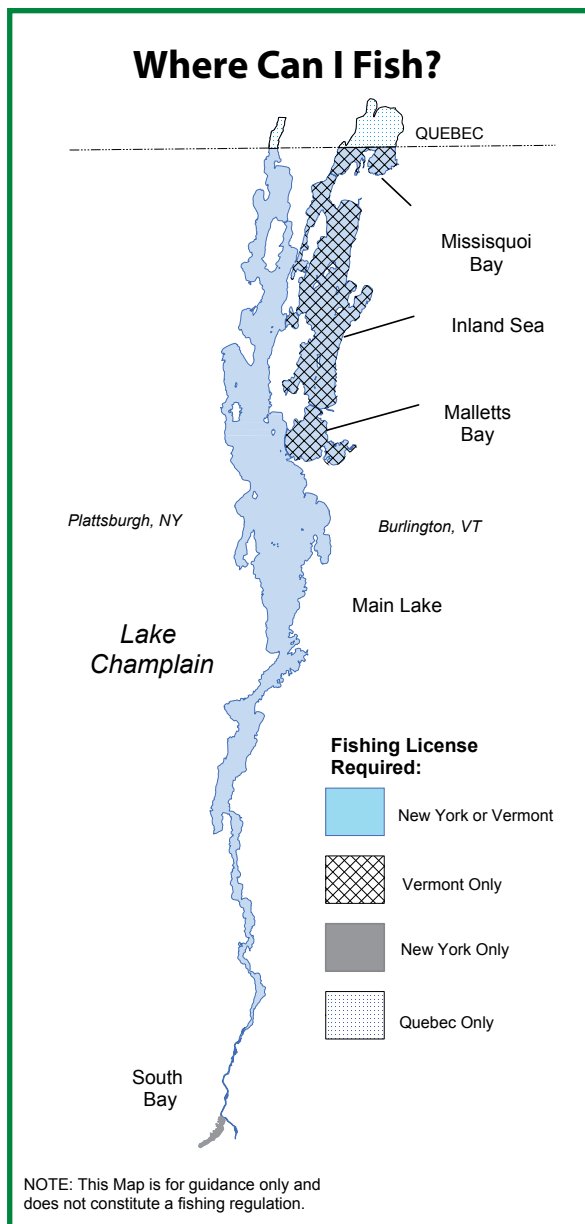 Where Can I Fish?
QUEBEC
Missisquoi
Bay
Inland Sea
Malletts
Bay
Plattsburgh, NY
Burlington, VT
Main Lake
Lake
Champlain
Fishing License
Required:
New York or Vermont
Vermont Only
New York Only
Quebec Only
South
Bay
NOTE: This Map is for guidance only and
does not constitute a fishing regulation.